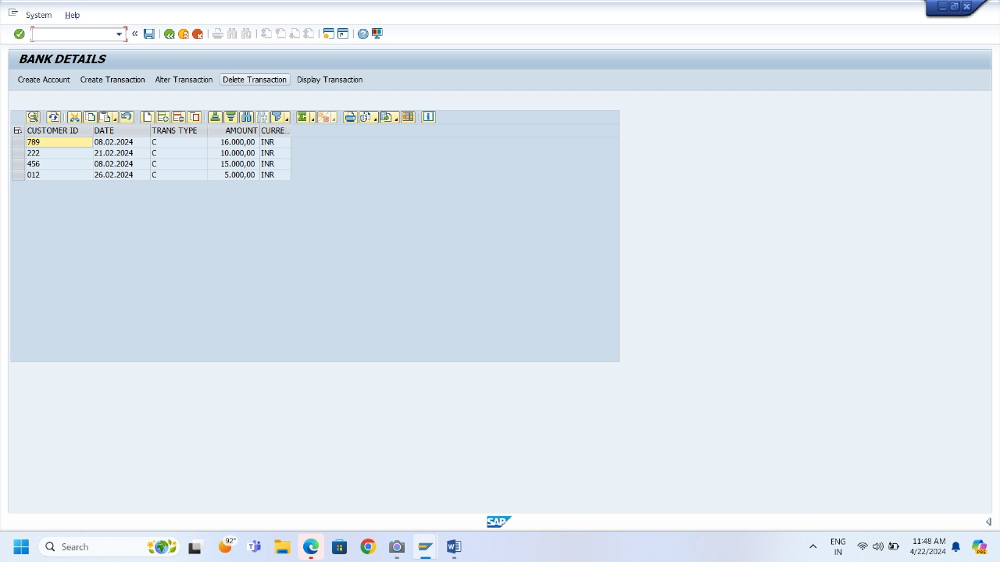 System Help
BANK DETAILS
Create Account Create Transaction Alter Transaction Delete Transaction Display Transaction
CUSTOMER ID DATE TRANS TYPE AMOUNT CURRE...
789 08.02.2024 C 16.000,00 INR
222 21.02.2024 C 10.000,00 INR
456 08.02.2024 C 15.000,00 INR
012 26.02.2024 C 5.000,00 INR
SAP
Search
92°
ENG
IN
11:48 AM
4/22/2024
PRE